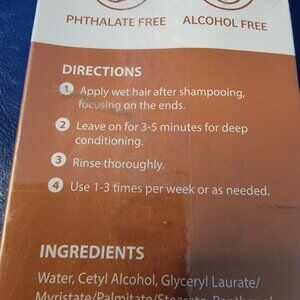 PHTHALATE FREE ALCOHOL FREE
DIRECTIONS
1 Apply wet hair after shampooing,
focusing on the ends.
2 Leave on for 3-5 minutes for deep
conditioning.
3 Rinse thoroughly.
4 Use 1-3 times per week or as needed.
INGREDIENTS
Water, Cetyl Alcohol, Glyceryl Laurate/
Myristate/Palmitate/Stearate,